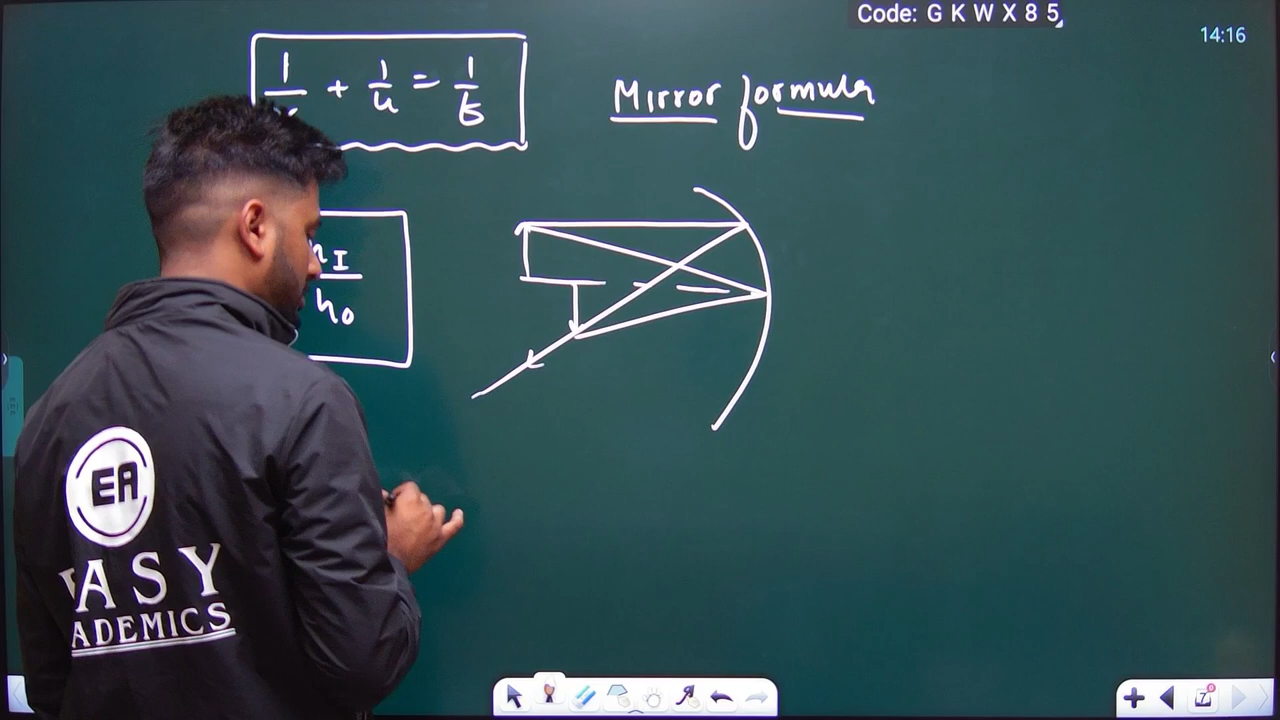 Code: G K W X 8 5
14:16
1 + 1/u = 1/f
Mirror formula
I
h₀
EA
ASY
ADEMICS